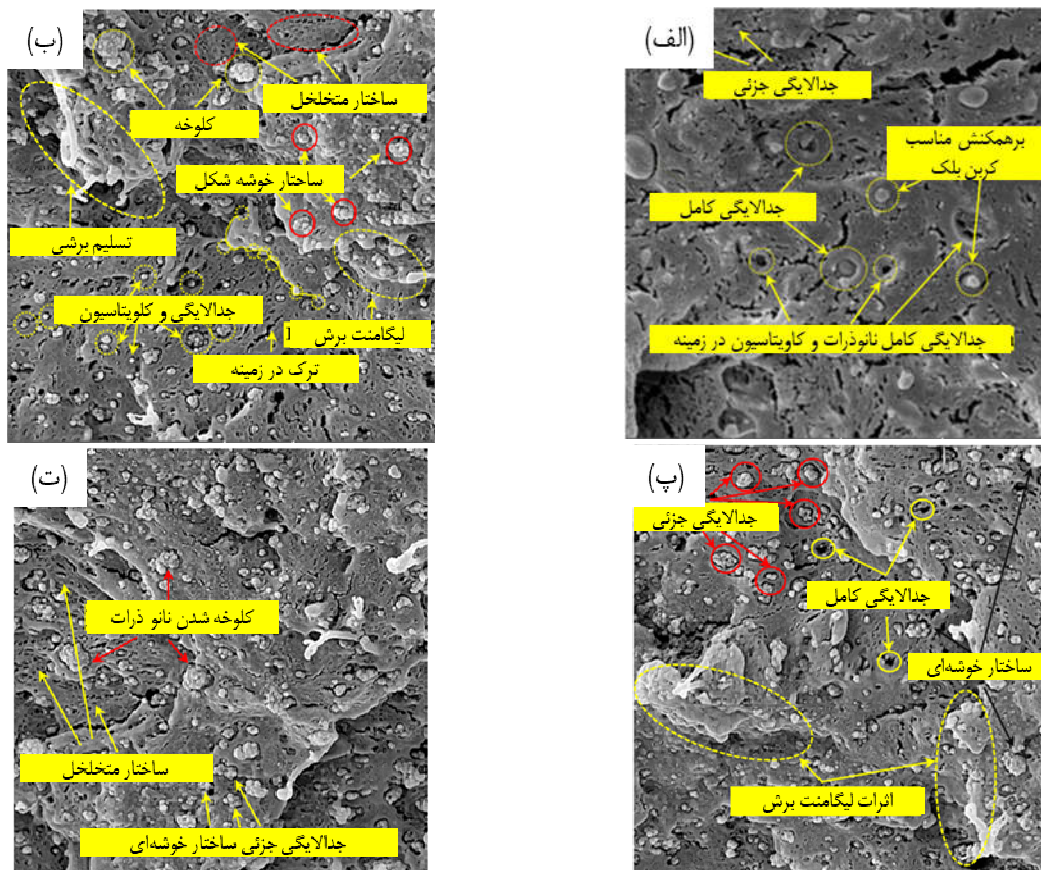 (الف)
جدالایگی جزئی
برهمکنش مناسب
کربن بلک
جدالایگی کامل
جدالایگی کامل نانوذرات و کاویتاسیون در زمینه
(ب)
ساختار متخلخل
کلوخه
ساختار خوشه شکل
تسلیم برشی
جدالایگی و کلویتاسیون
لیگامنت برش
ترک در زمینه
(پ)
جدالایگی جزئی
جدالایگی کامل
ساختار خوشه‌ای
اثرات لیگامنت برش
(ت)
کلوخه شدن نانو ذرات
ساختار متخلخل
جدالایگی جزئی ساختار خوشه‌ای